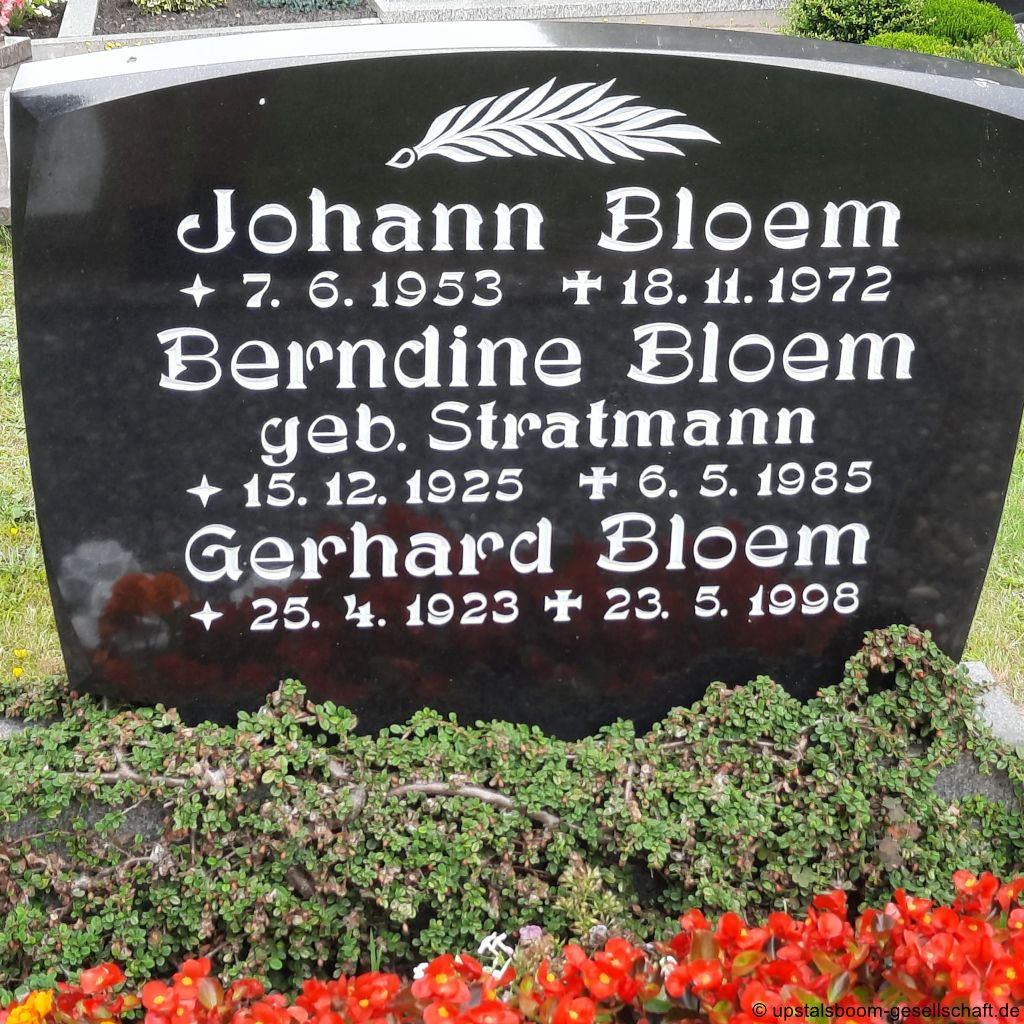 Johann Bloem
✦ 7. 6. 1953 ✝ 18. 11. 1972
Berndine Bloem
geb. Stratmann
✦ 15. 12. 1925 ✝ 6. 5. 1985
Gerhard Bloem
✦ 25. 4. 1923 ✝ 23. 5. 1998
© upstalsboom-gesellschaft.de